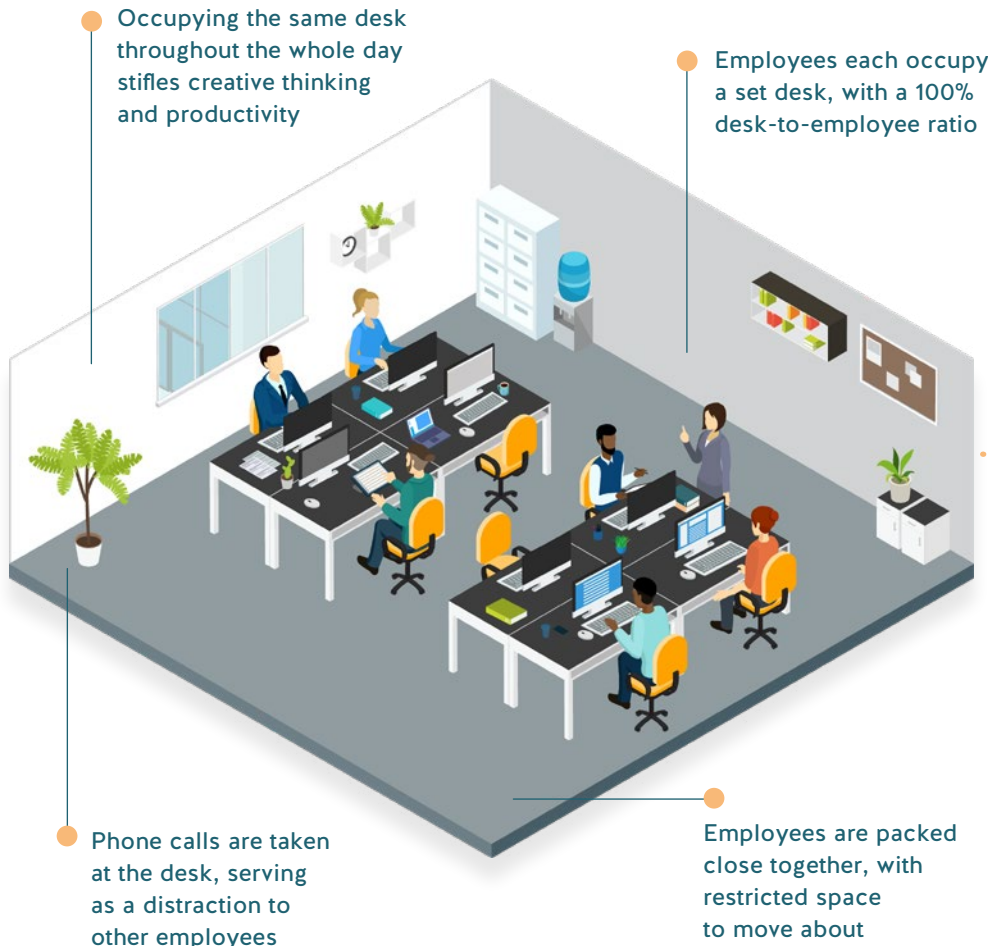 Occupying the same desk
throughout the whole day
stifles creative thinking
and productivity
Employees each occupy
a set desk, with a 100%
desk-to-employee ratio
Phone calls are taken
at the desk, serving
as a distraction to
other employees
Employees are packed
close together, with
restricted space
to move about